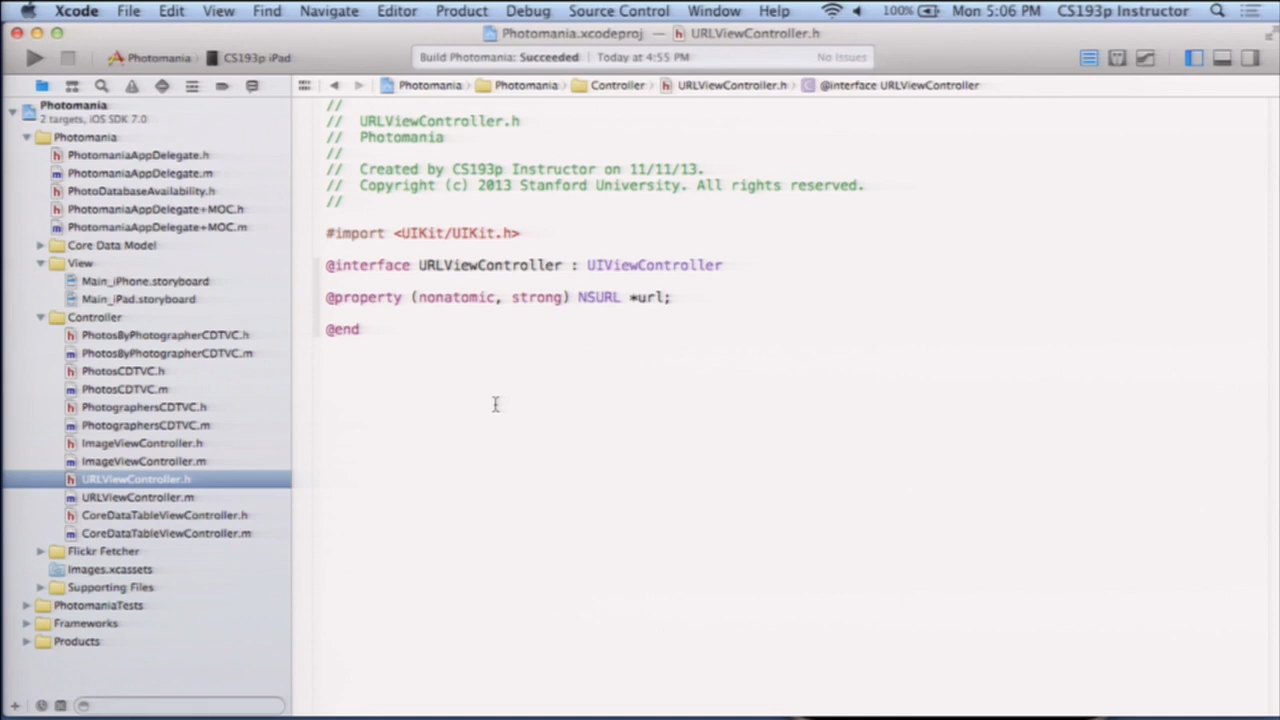 Xcode File Edit View Find Navigate Editor Product Debug Source Control Window Help 100% Mon 5:06 PM CS193p Instructor
Photomania.xcodeproj — URLViewController.h
Photomania CS193p iPad Build Photomania: Succeeded Today at 4:55 PM No Issues
Photomania Photomania Controller URLViewController.h @interface URLViewController
Photomania
2 targets, iOS SDK 7.0
Photomania
PhotomaniaAppDelegate.h
PhotomaniaAppDelegate.m
PhotoDatabaseAvailability.h
PhotomaniaAppDelegate+MOC.h
PhotomaniaAppDelegate+MOC.m
Core Data Model
View
Main_iPhone.storyboard
Main_iPad.storyboard
Controller
PhotosByPhotographerCDTVC.h
PhotosByPhotographerCDTVC.m
PhotosCDTVC.h
PhotosCDTVC.m
PhotographersCDTVC.h
PhotographersCDTVC.m
ImageViewController.h
ImageViewController.m
URLViewController.h
URLViewController.m
CoreDataTableViewController.h
CoreDataTableViewController.m
Flickr Fetcher
Images.xcassets
Supporting Files
PhotomaniaTests
Frameworks
Products
//
// URLViewController.h
// Photomania
//
// Created by CS193p Instructor on 11/11/13.
// Copyright (c) 2013 Stanford University. All rights reserved.
//
#import <UIKit/UIKit.h>
@interface URLViewController : UIViewController
@property (nonatomic, strong) NSURL *url;
@end